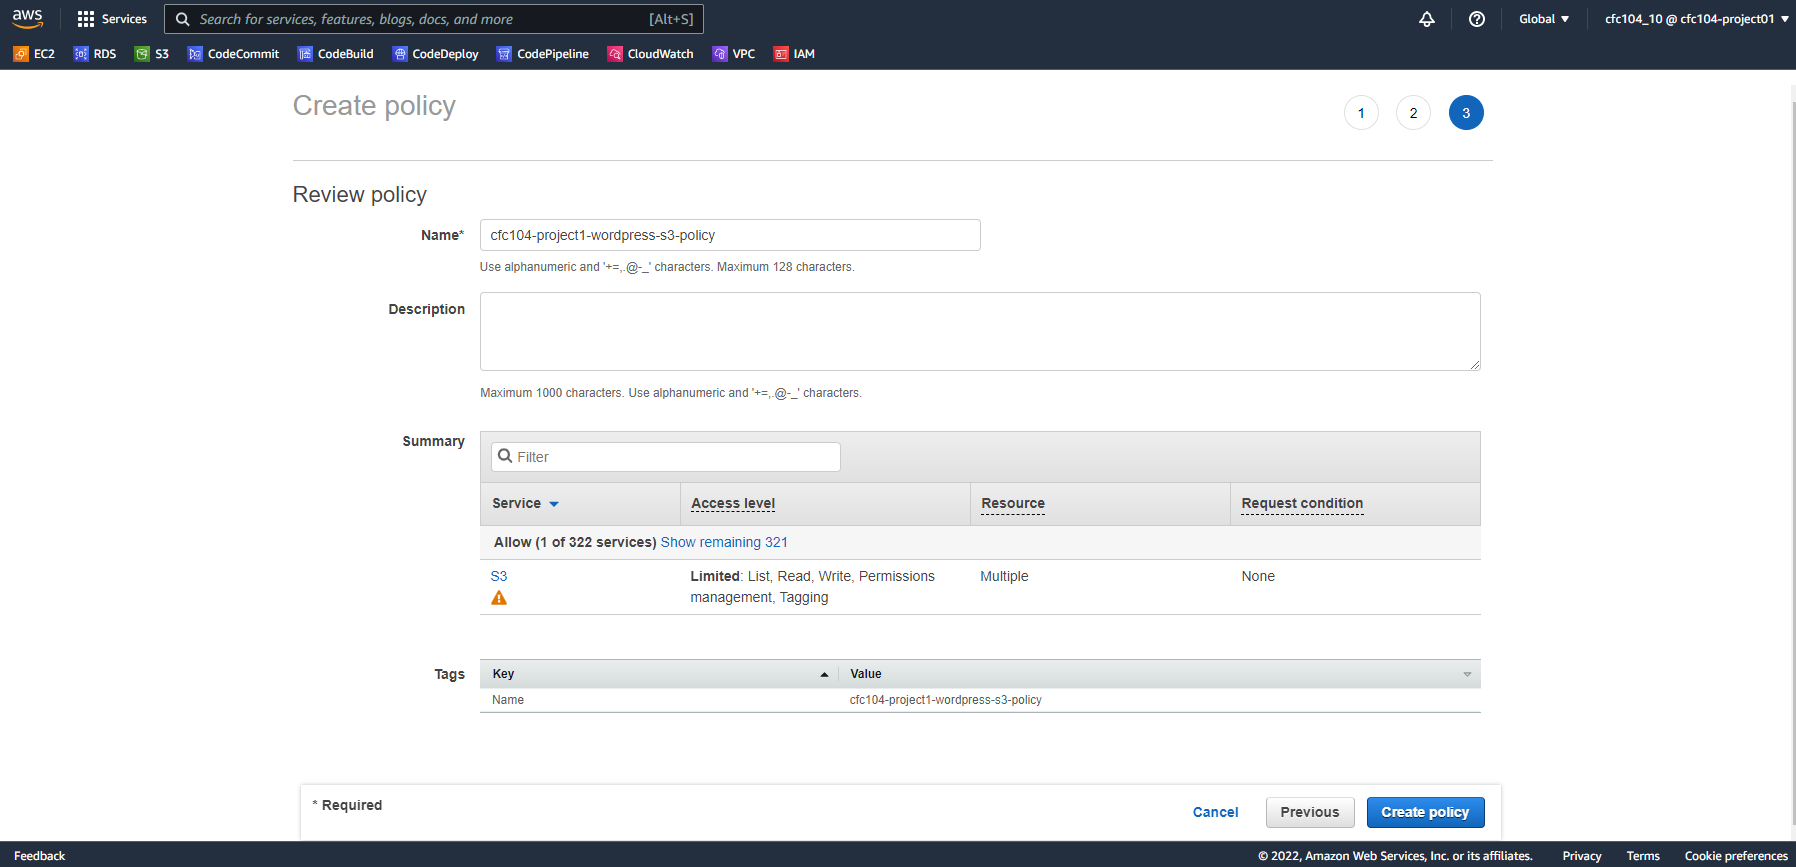 aws Services Search for services, features, blogs, docs, and more [Alt+S] Global cfc104_10 @ cfc104-project01
EC2 RDS S3 CodeCommit CodeBuild CodeDeploy CodePipeline CloudWatch VPC IAM
Create policy
1 2 3
Review policy
Name* cfc104-project1-wordpress-s3-policy
Use alphanumeric and '+=,.@-_' characters. Maximum 128 characters.
Description
Maximum 1000 characters. Use alphanumeric and '+=,.@-_' characters.
Summary
Filter
Service Access level Resource Request condition
Allow (1 of 322 services) Show remaining 321
S3 Limited: List, Read, Write, Permissions Multiple None
management, Tagging
Tags Key Value
Name cfc104-project1-wordpress-s3-policy
* Required
Cancel Previous Create policy
Feedback © 2022, Amazon Web Services, Inc. or its affiliates. Privacy Terms Cookie preferences